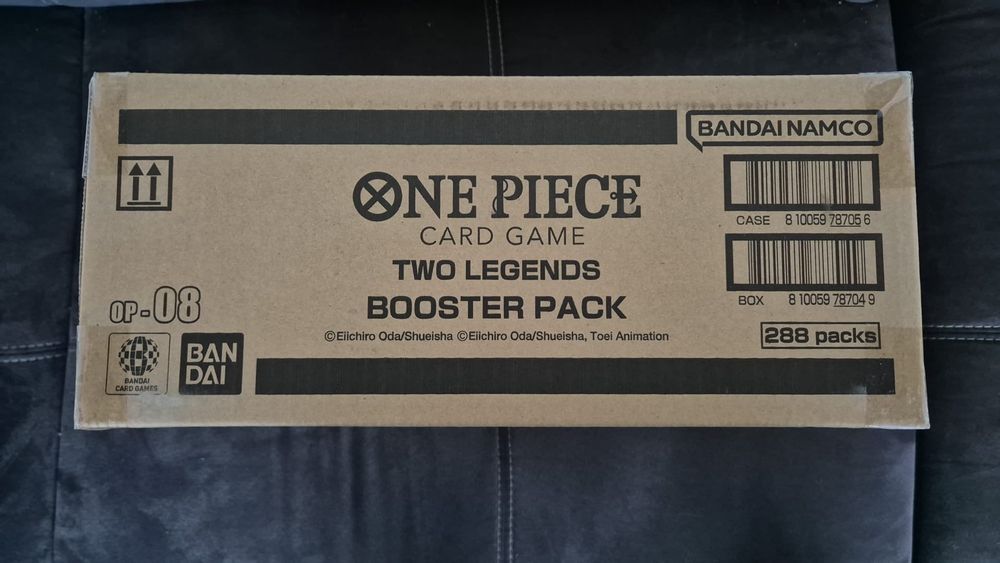 BANDAI NAMCO
ONE PIECE
CARD GAME
TWO LEGENDS
BOOSTER PACK
©Eiichiro Oda/Shueisha ©Eiichiro Oda/Shueisha, Toei Animation
CASE 8 10059 78705 6
BOX 8 10059 78704 9
288 packs
OP-08
BANDAI
CARD GAMES
BAN
DAI